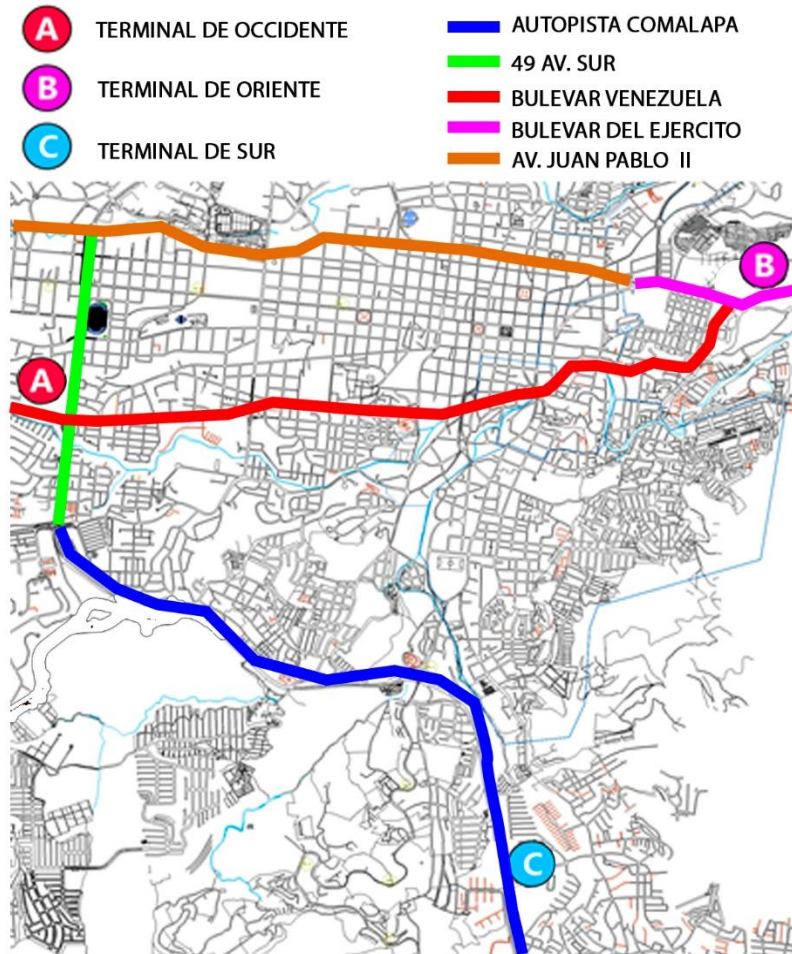 A TERMINAL DE OCCIDENTE
B TERMINAL DE ORIENTE
C TERMINAL DE SUR
AUTOPISTA COMALAPA
49 AV. SUR
BULEVAR VENEZUELA
BULEVAR DEL EJERCITO
AV. JUAN PABLO II
B
A
C